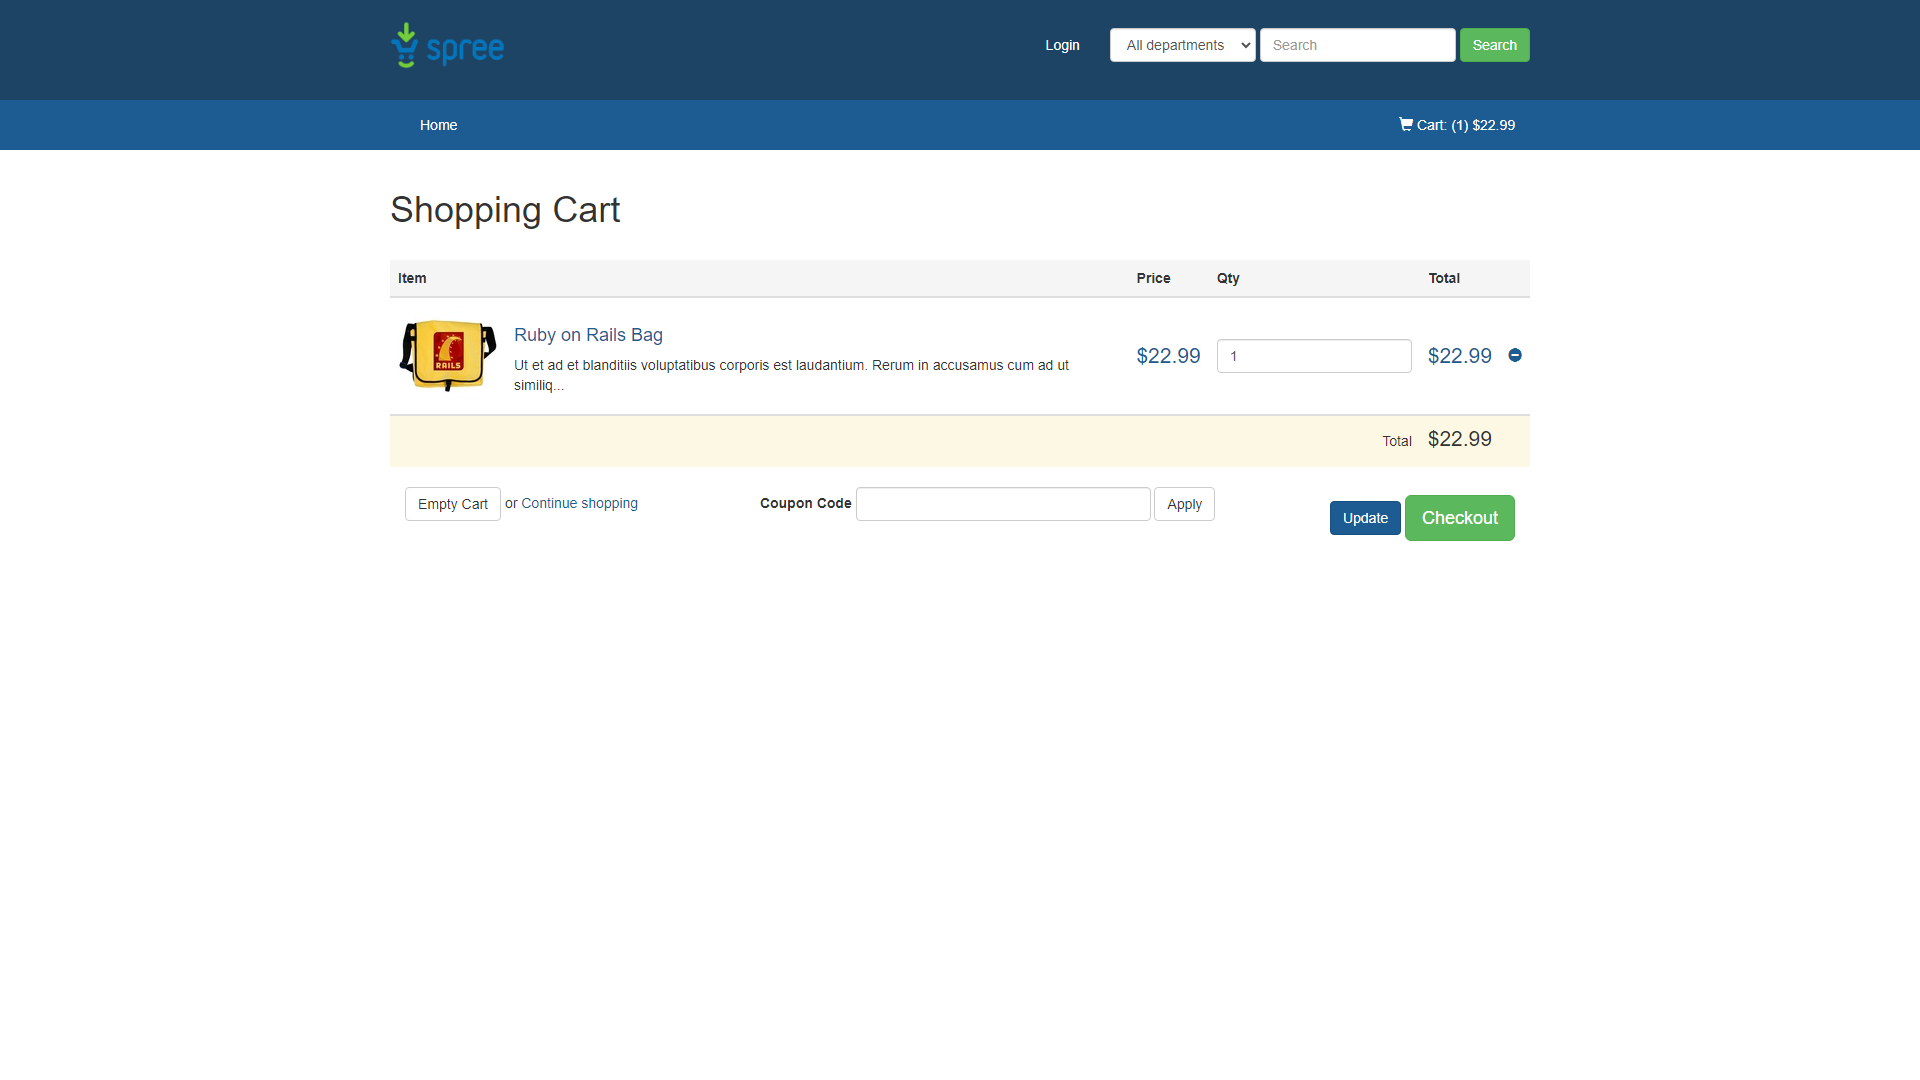 spree
Login
All departments
Search
Search
Home
Cart: (1) $22.99
Shopping Cart
Item
Price
Qty
Total
RAILS
Ruby on Rails Bag
Ut et ad et blanditiis voluptatibus corporis est laudantium. Rerum in accusamus cum ad ut
similiq...
$22.99
1
$22.99
Total
$22.99
Empty Cart
or Continue shopping
Coupon Code
Apply
Update
Checkout